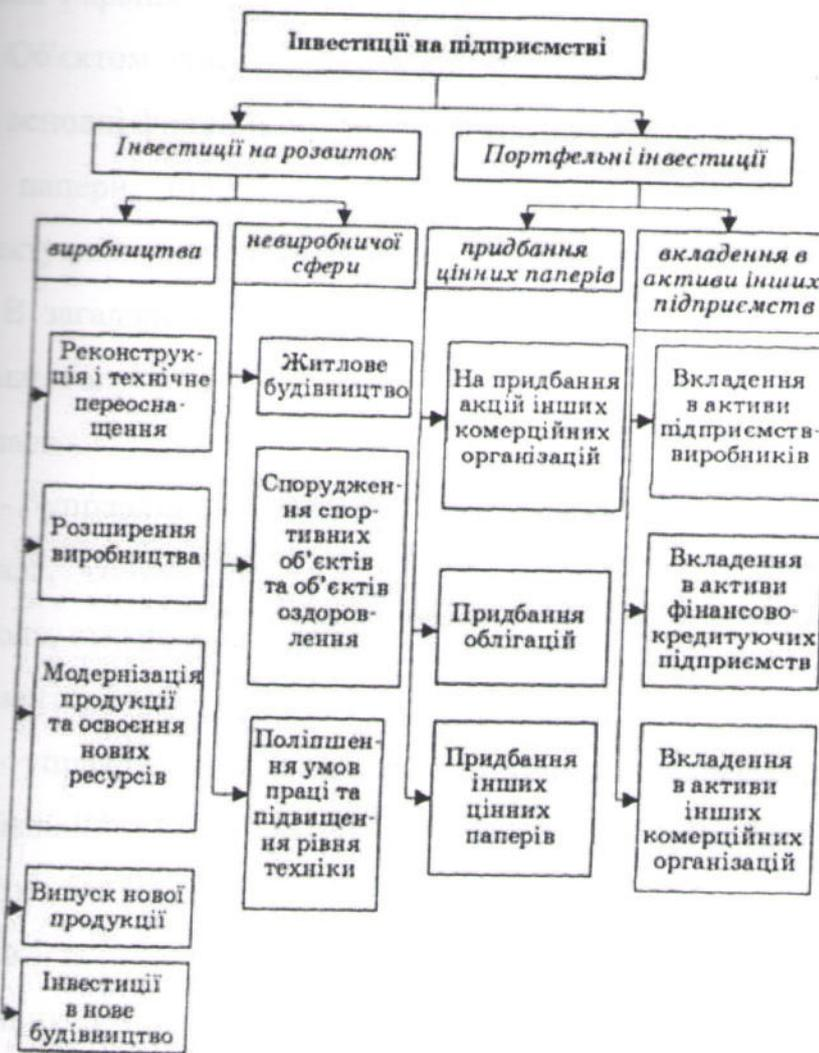 Інвестиції на підприємстві
Інвестиції на розвиток
Портфельні інвестиції
виробництва
невиробничої
сфери
придбання
цінних паперів
вкладення в
активи інших
підприємств
Реконструк-
ція і технічне
переосна-
щення
Розширення
виробництва
Модернізація
продукції
та освоєння
нових
ресурсів
Випуск нової
продукції
Інвестиції
в нове
будівництво
Житлове
будівництво
Споруджен-
ня спор-
тивних
об’єктів
та об’єктів
оздоров-
лення
Поліпшен-
ня умов
праці та
підвищен-
ня рівня
техніки
На придбання
акцій інших
комерційних
організацій
Придбання
облігацій
Придбання
інших
цінних
паперів
Вкладення
в активи
підприємств-
виробників
Вкладення
в активи
фінансово-
кредитуючих
підприємств
Вкладення
в активи
інших
комерційних
організацій